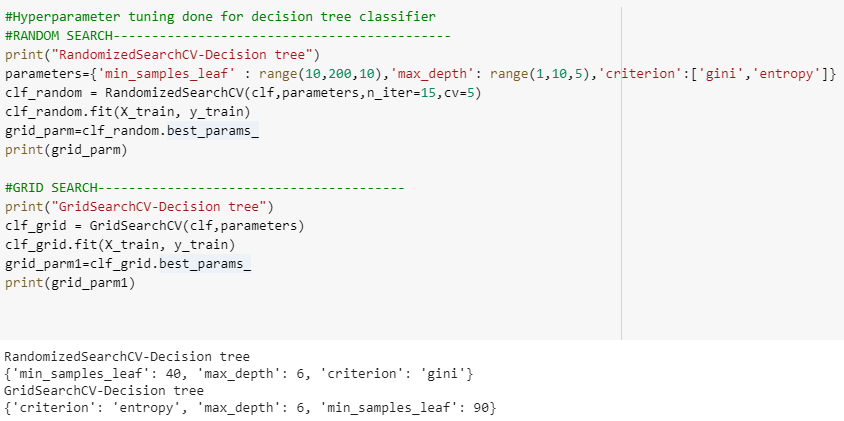 #Hyperparameter tuning done for decision tree classifier
#RANDOM SEARCH--------------------------------------------
print("RandomizedSearchCV-Decision tree")
parameters={'min_samples_leaf' : range(10,200,10),'max_depth': range(1,10,5),'criterion':['gini','entropy']}
clf_random = RandomizedSearchCV(clf,parameters,n_iter=15,cv=5)
clf_random.fit(X_train, y_train)
grid_parm=clf_random.best_params_
print(grid_parm)
#GRID SEARCH----------------------------------------
print("GridSearchCV-Decision tree")
clf_grid = GridSearchCV(clf,parameters)
clf_grid.fit(X_train, y_train)
grid_parm1=clf_grid.best_params_
print(grid_parm1)
RandomizedSearchCV-Decision tree
{'min_samples_leaf': 40, 'max_depth': 6, 'criterion': 'gini'}
GridSearchCV-Decision tree
{'criterion': 'entropy', 'max_depth': 6, 'min_samples_leaf': 90}